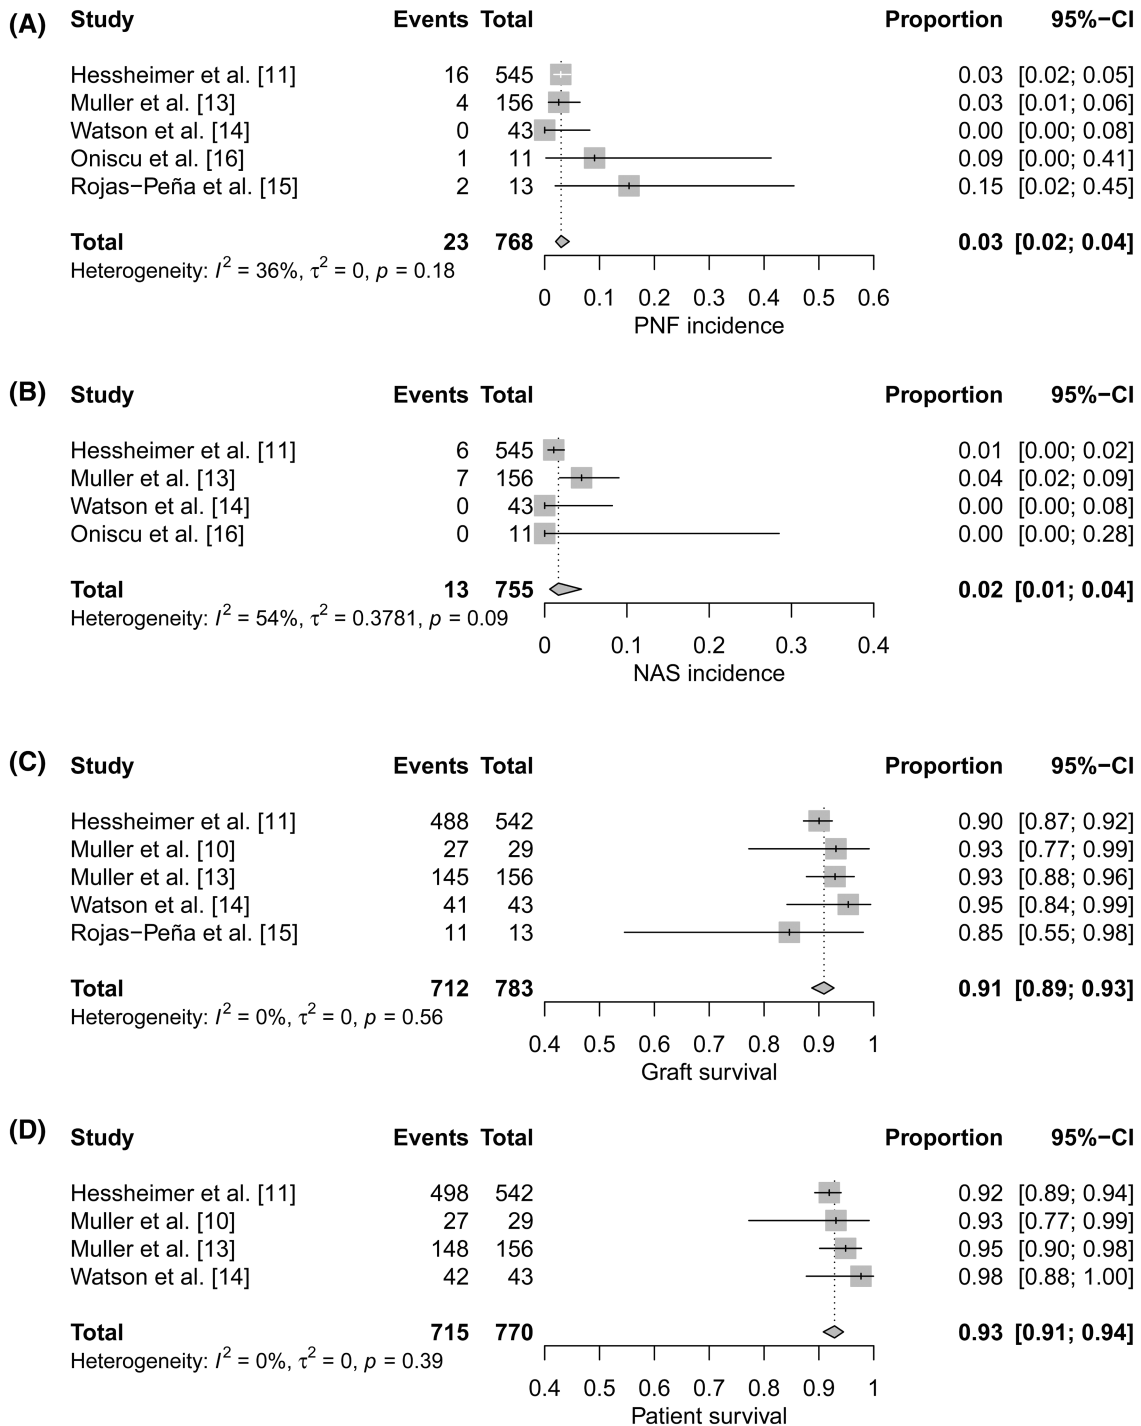 (A) Study Events Total Proportion 95%−CI
Hessheimer et al. [11] 16 545 0.03 [0.02; 0.05]
Muller et al. [13] 4 156 0.03 [0.01; 0.06]
Watson et al. [14] 0 43 0.00 [0.00; 0.08]
Oniscu et al. [16] 1 11 0.09 [0.00; 0.41]
Rojas−Peña et al. [15] 2 13 0.15 [0.02; 0.45]
Total 23 768 0.03 [0.02; 0.04]
Heterogeneity: I² = 36%, τ² = 0, p = 0.18
0 0.1 0.2 0.3 0.4 0.5 0.6
PNF incidence
(B) Study Events Total Proportion 95%−CI
Hessheimer et al. [11] 6 545 0.01 [0.00; 0.02]
Muller et al. [13] 7 156 0.04 [0.02; 0.09]
Watson et al. [14] 0 43 0.00 [0.00; 0.08]
Oniscu et al. [16] 0 11 0.00 [0.00; 0.28]
Total 13 755 0.02 [0.01; 0.04]
Heterogeneity: I² = 54%, τ² = 0.3781, p = 0.09
0 0.1 0.2 0.3 0.4
NAS incidence
(C) Study Events Total Proportion 95%−CI
Hessheimer et al. [11] 488 542 0.90 [0.87; 0.92]
Muller et al. [10] 27 29 0.93 [0.77; 0.99]
Muller et al. [13] 145 156 0.93 [0.88; 0.96]
Watson et al. [14] 41 43 0.95 [0.84; 0.99]
Rojas−Peña et al. [15] 11 13 0.85 [0.55; 0.98]
Total 712 783 0.91 [0.89; 0.93]
Heterogeneity: I² = 0%, τ² = 0, p = 0.56
0.4 0.5 0.6 0.7 0.8 0.9 1
Graft survival
(D) Study Events Total Proportion 95%−CI
Hessheimer et al. [11] 498 542 0.92 [0.89; 0.94]
Muller et al. [10] 27 29 0.93 [0.77; 0.99]
Muller et al. [13] 148 156 0.95 [0.90; 0.98]
Watson et al. [14] 42 43 0.98 [0.88; 1.00]
Total 715 770 0.93 [0.91; 0.94]
Heterogeneity: I² = 0%, τ² = 0, p = 0.39
0.4 0.5 0.6 0.7 0.8 0.9 1
Patient survival